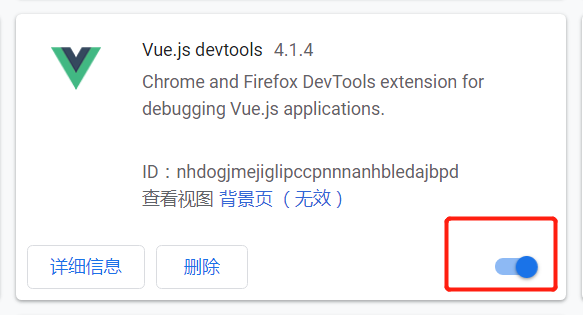 Vue.js devtools 4.1.4
Chrome and Firefox DevTools extension for
debugging Vue.js applications.
ID：nhdogjmejiglipccpnnnanhbledajbpd
查看视图 背景页（无效）
详细信息 删除